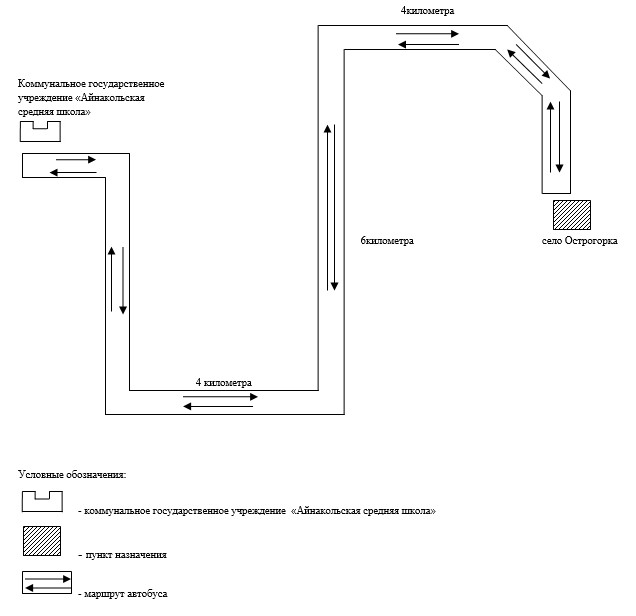 4километра
Коммунальное государственное
учреждение «Айнакольская
средняя школа»
6километра
село Острогорка
4 километра
Условные обозначения:
- коммунальное государственное учреждение «Айнакольская средняя школа»
- пункт назначения
- маршрут автобуса